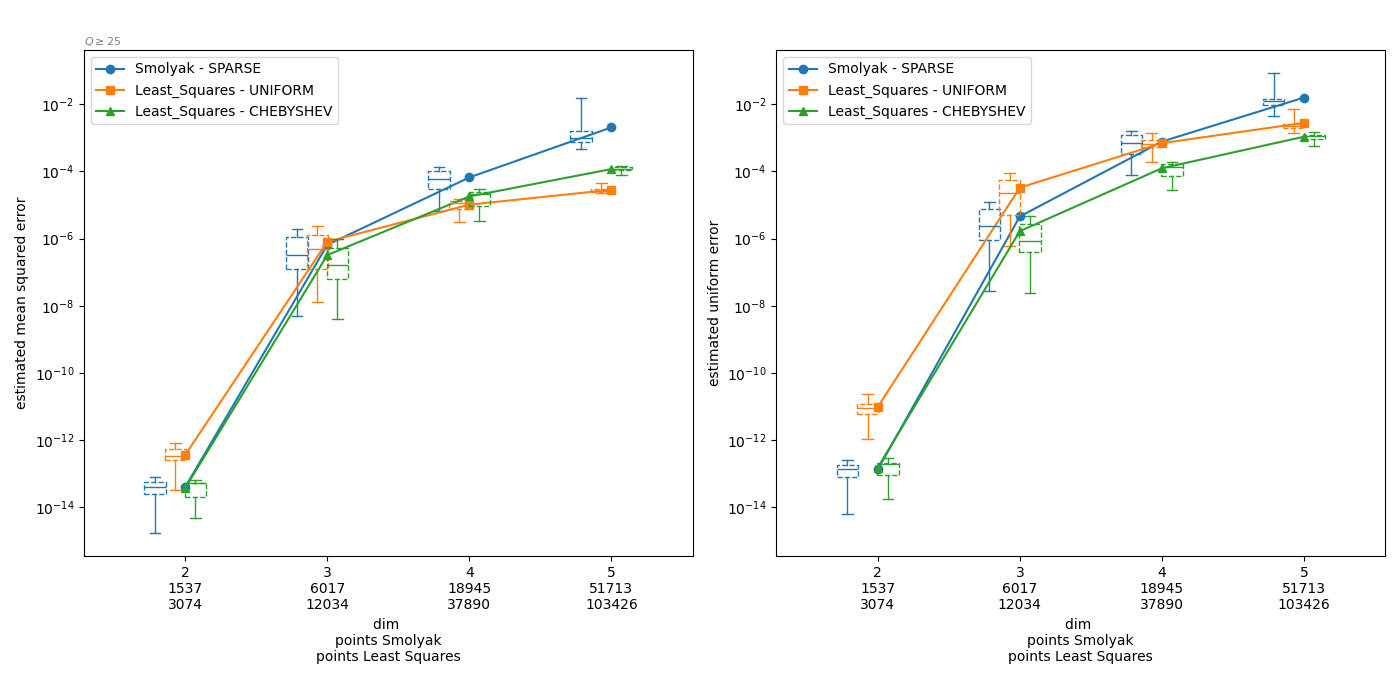 Q ≥ 25
Smolyak - SPARSE
Least_Squares - UNIFORM
Least_Squares - CHEBYSHEV
estimated mean squared error
10⁻²
10⁻⁴
10⁻⁶
10⁻⁸
10⁻¹⁰
10⁻¹²
10⁻¹⁴
2 3 4 5
1537 6017 18945 51713
3074 12034 37890 103426
dim
points Smolyak
points Least Squares
Smolyak - SPARSE
Least_Squares - UNIFORM
Least_Squares - CHEBYSHEV
estimated uniform error
10⁻²
10⁻⁴
10⁻⁶
10⁻⁸
10⁻¹⁰
10⁻¹²
10⁻¹⁴
2 3 4 5
1537 6017 18945 51713
3074 12034 37890 103426
dim
points Smolyak
points Least Squares